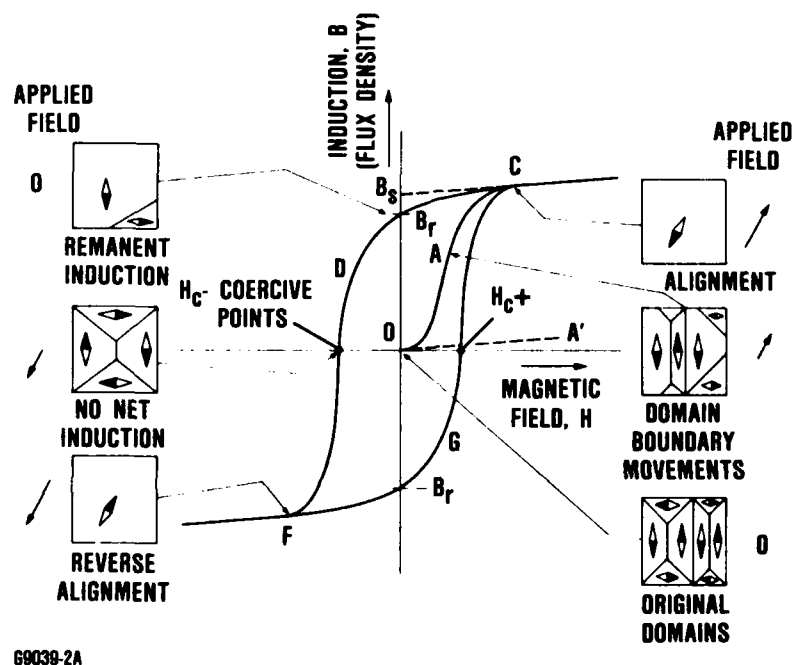 INDUCTION, B
(FLUX DENSITY)
APPLIED
FIELD
0
REMANENT
INDUCTION
H_c- COERCIVE
POINTS
NO NET
INDUCTION
REVERSE
ALIGNMENT
B_s
B_r
C
D
A
O
H_c+
A'
MAGNETIC
FIELD, H
G
B_r
F
APPLIED
FIELD
ALIGNMENT
DOMAIN
BOUNDARY
MOVEMENTS
0
ORIGINAL
DOMAINS
G9039-2A